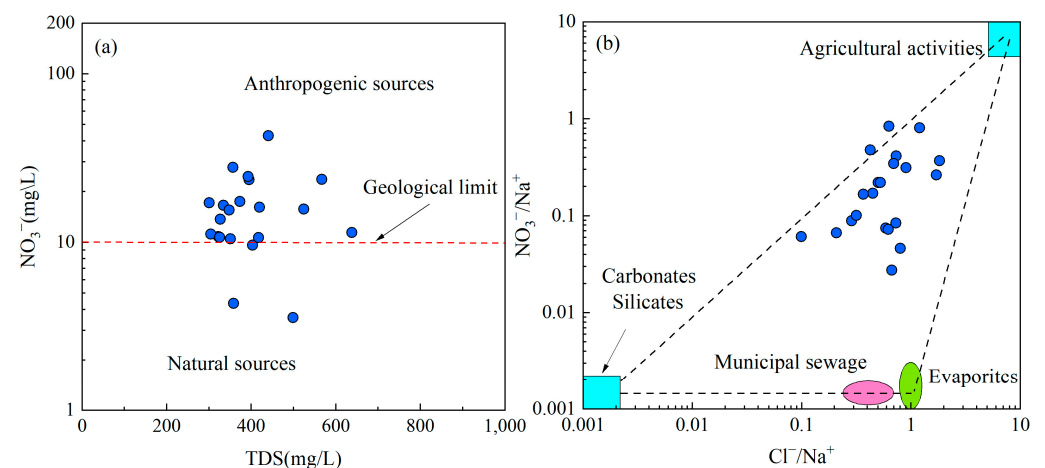 (a)
200
100
10
1
NO₃⁻(mg\L)
Anthropogenic sources
Geological limit
Natural sources
0
200
400
600
800
1,000
TDS(mg/L)
(b)
10
1
0.1
0.01
0.001
NO₃⁻/Na⁺
Agricultural activities
Carbonates
Silicates
Municipal sewage
Evaporites
0.001
0.01
0.1
1
10
Cl⁻/Na⁺